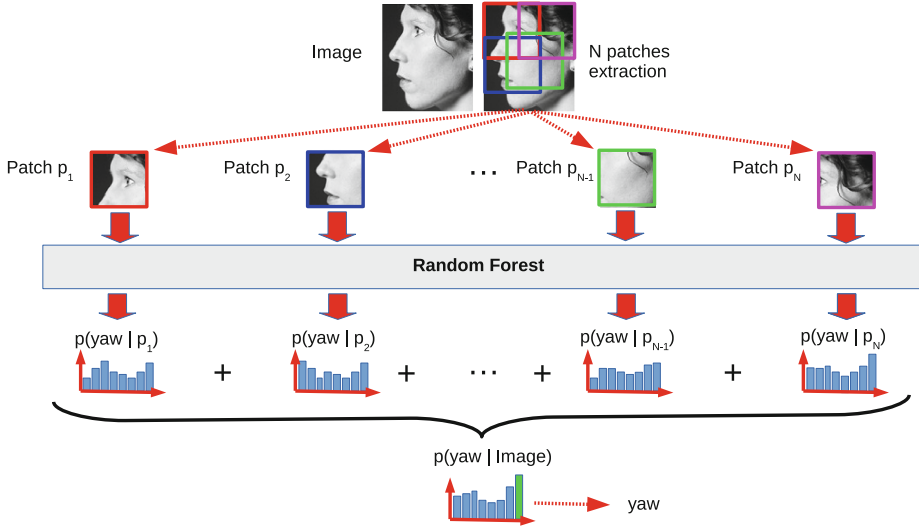 Image
N patches
extraction
Patch p1
Patch p2
...
Patch pN-1
Patch pN
Random Forest
p(yaw | p1)
p(yaw | p2)
p(yaw | pN-1)
p(yaw | pN)
+ + ... + +
p(yaw | Image)
yaw